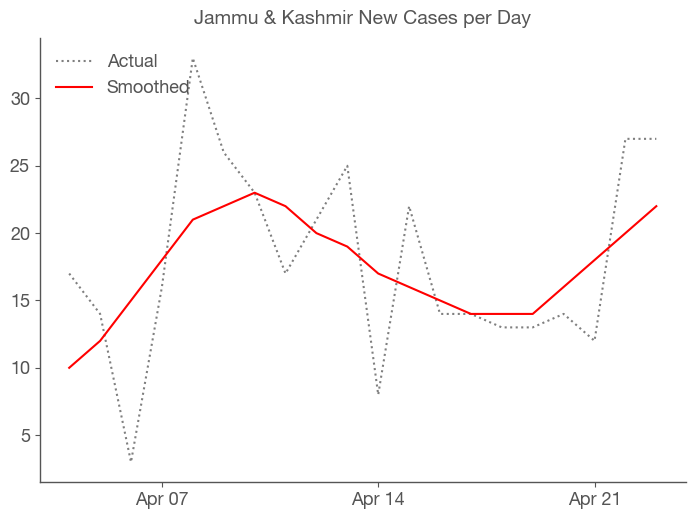 Jammu & Kashmir New Cases per Day
Actual
Smoothed
30
25
20
15
10
5
Apr 07
Apr 14
Apr 21